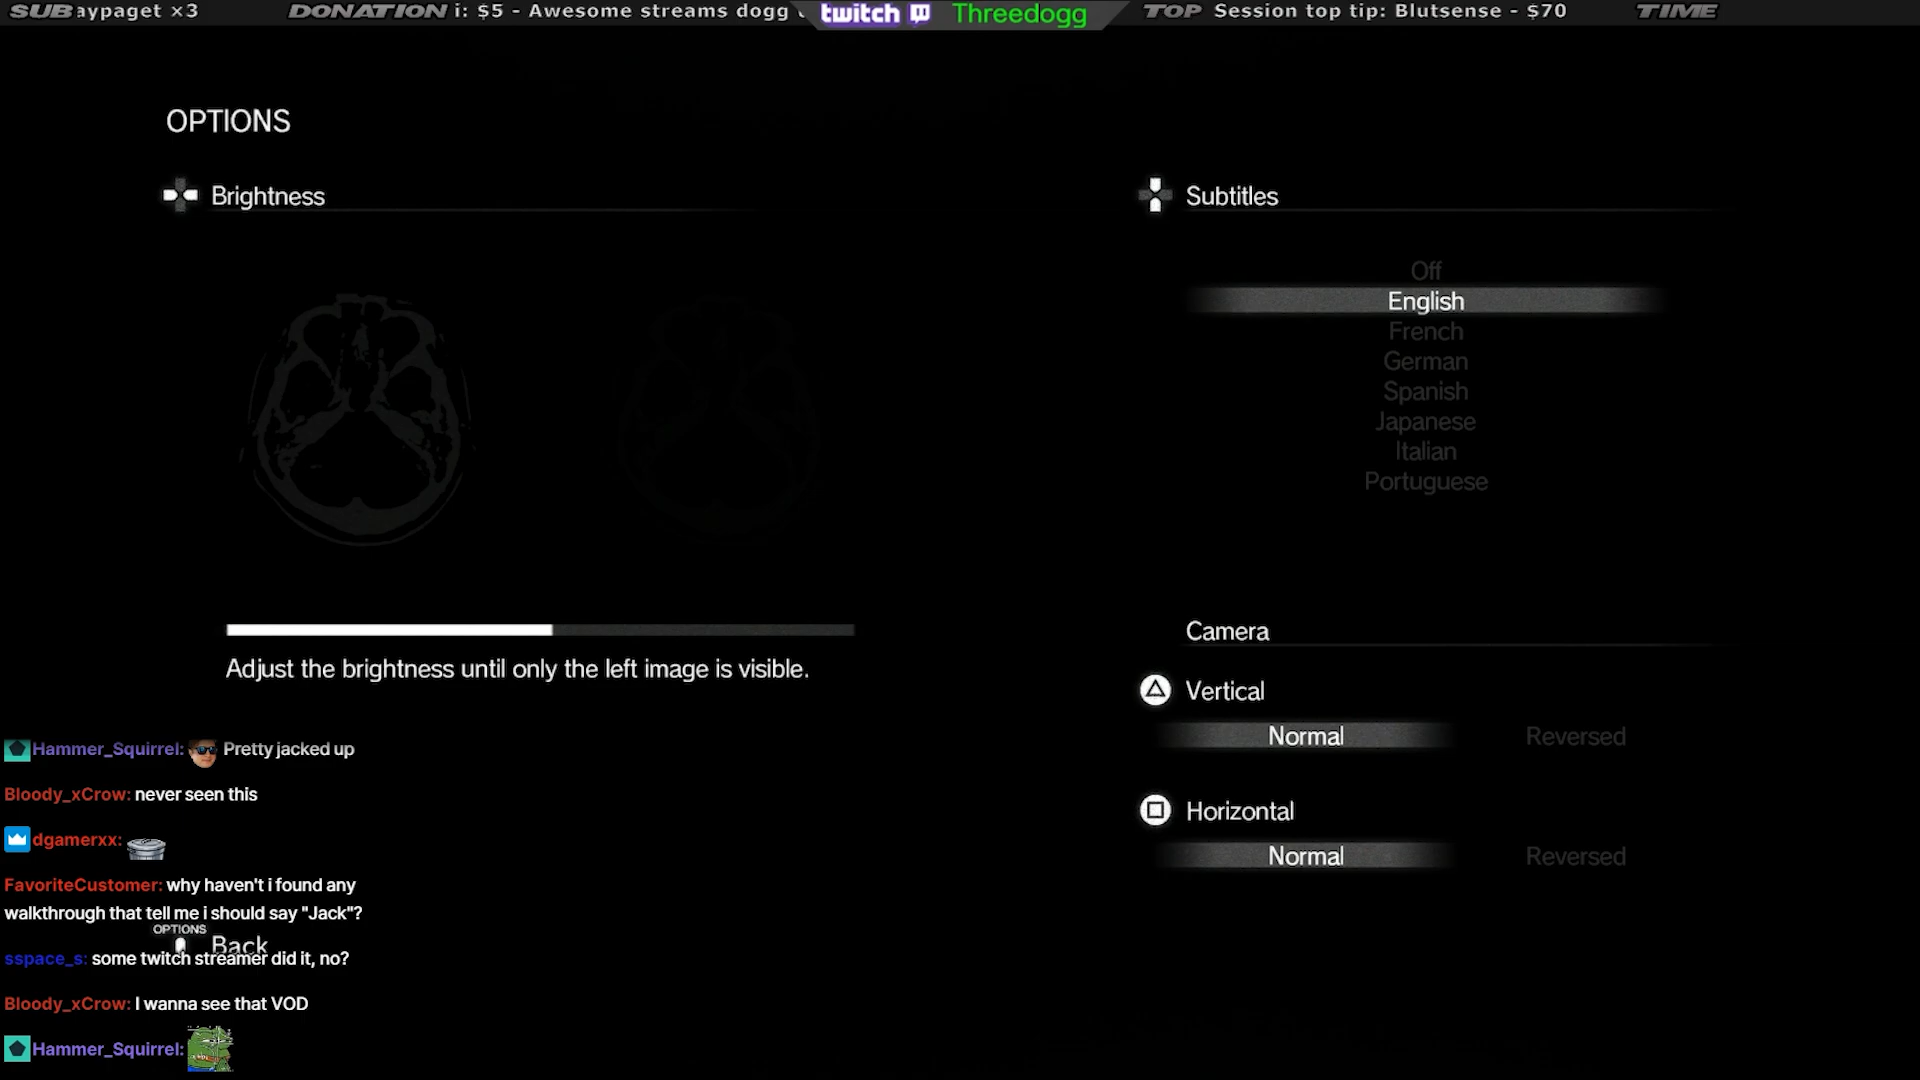 SUB aypaget ×3 DONATION i: $5 - Awesome streams dogg twitch Threedogg TOP Session top tip: Blutsense - $70 TIME
OPTIONS
Brightness
Adjust the brightness until only the left image is visible.
Subtitles
Off
English
French
German
Spanish
Japanese
Italian
Portuguese
Camera
Vertical
Normal Reversed
Horizontal
Normal Reversed
Hammer_Squirrel: Pretty jacked up
Bloody_xCrow: never seen this
dgamerxx:
FavoriteCustomer: why haven't i found any
walkthrough that tell me i should say "Jack"?
OPTIONS
Back
sspace_s: some twitch streamer did it, no?
Bloody_xCrow: I wanna see that VOD
Hammer_Squirrel: